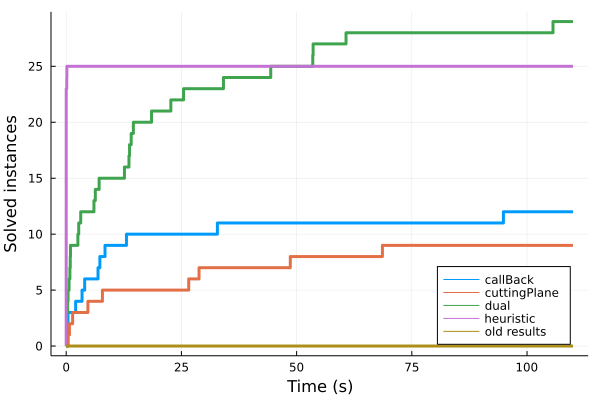 Solved instances
25
20
15
10
5
0
callBack
cuttingPlane
dual
heuristic
old results
0
25
50
75
100
Time (s)